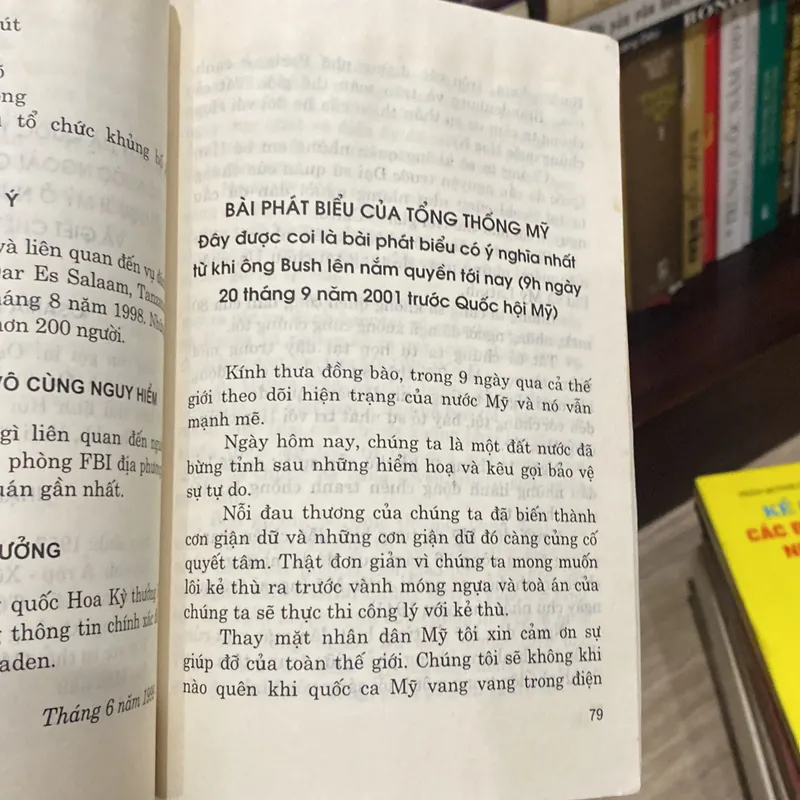 út
ổ chức khủng bố
Ý
và liên quan đến vụ
Dar Es Salaam,
tháng 8 năm 1998.
hơn 200 người.
VÔ CÙNG NGUY HIỂM
gì liên quan đến
phòng FBI địa phương
quán gần nhất.
ƯỞNG
quốc Hoa Kỳ thưởng
thông tin chính xác
aden.
Tháng 6 năm
BÀI PHÁT BIỂU CỦA TỔNG THỐNG MỸ
Đây được coi là bài phát biểu có ý nghĩa nhất
từ khi ông Bush lên nắm quyền tới nay (9h ngày
20 tháng 9 năm 2001 trước Quốc hội Mỹ)
Kính thưa đồng bào, trong 9 ngày qua cả thế
giới theo dõi hiện trạng của nước Mỹ và nó vẫn
mạnh mẽ.
Ngày hôm nay, chúng ta là một đất nước đã
bừng tỉnh sau những hiểm hoạ và kêu gọi bảo vệ
sự tự do.
Nỗi đau thương của chúng ta đã biến thành
cơn giận dữ và những cơn giận dữ đó càng củng cố
quyết tâm. Thật đơn giản vì chúng ta mong muốn
lôi kẻ thù ra trước vành móng ngựa và toà án của
chúng ta sẽ thực thi công lý với kẻ thù.
Thay mặt nhân dân Mỹ tôi xin cảm ơn sự
giúp đỡ của toàn thế giới. Chúng tôi sẽ không khi
nào quên khi quốc ca Mỹ vang vang trong điện
79